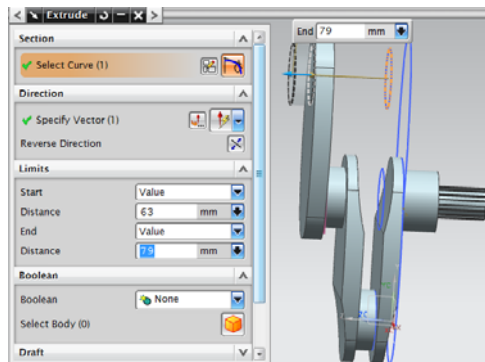 Extrude
End 79 mm
Section
Select Curve (1)
Direction
Specify Vector (1)
Reverse Direction
Limits
Start Value
Distance 63 mm
End Value
Distance 79 mm
Boolean
Boolean None
Select Body (0)
Draft